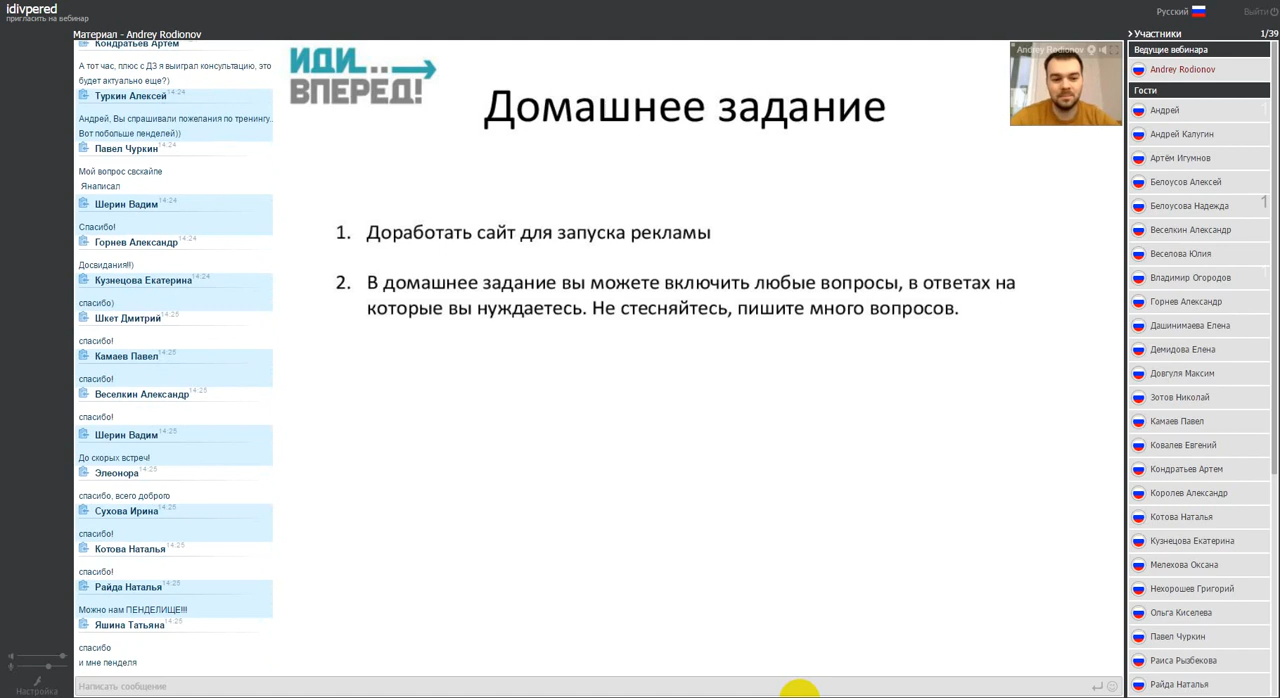 idivpered
пригласить на вебинар
Русский
Выйти
Материал - Andrey Rodionov
Кондратьев Артем
А тот час, плюс с ДЗ я выиграл консультацию, это
будет актуально еще?)
Туркин Алексей 14:24
Андрей, Вы спрашивали пожелания по тренингу..
Вот побольше пенделей))
Павел Чуркин 14:24
Мой вопрос свскайпе
Янаписал
Шерин Вадим 14:24
Спасибо!
Горнев Александр 14:24
Досвидания!!)
Кузнецова Екатерина 14:24
спасибо)
Шкет Дмитрий 14:25
спасибо!
Камаев Павел 14:25
спасибо!
Веселкин Александр 14:25
спасибо!
Шерин Вадим 14:25
До скорых встреч!
Элеонора 14:25
спасибо, всего доброго
Сухова Ирина 14:25
спасибо!
Котова Наталья 14:25
спасибо!
Райда Наталья 14:25
Можно нам ПЕНДЕЛИЩЕ!!!
Яшина Татьяна 14:25
спасибо
и мне пенделя
Написать сообщение
Настройка
ИДИ...
ВПЕРЕД!
Домашнее задание
Andrey Rodionov
1. Доработать сайт для запуска рекламы
2. В домашнее задание вы можете включить любые вопросы, в ответах на
которые вы нуждаетесь. Не стесняйтесь, пишите много вопросов.
Участники 1/39
Ведущие вебинара
Andrey Rodionov
Гости
Андрей 1
Андрей Калугин
Артём Игумнов
Белоусов Алексей
Белоусова Надежда 1
Веселкин Александр
Веселова Юлия
Владимир Огородов 1
Горнев Александр
Дашинимаева Елена
Демидова Елена
Довгуля Максим
Зотов Николай
Камаев Павел
Ковалев Евгений
Кондратьев Артем
Королев Александр
Котова Наталья
Кузнецова Екатерина
Мелехова Оксана
Нехорошев Григорий
Ольга Киселева
Павел Чуркин
Раиса Рызбекова
Райда Наталья